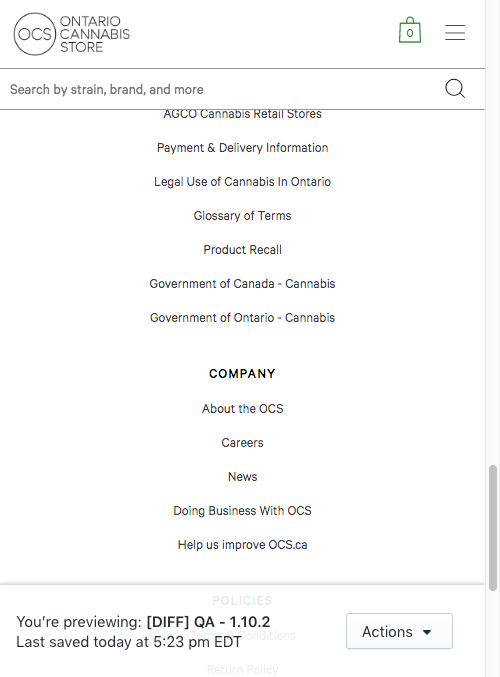 OCS
ONTARIO
CANNABIS
STORE
0
Search by strain, brand, and more
AGCO Cannabis Retail Stores
Payment & Delivery Information
Legal Use of Cannabis In Ontario
Glossary of Terms
Product Recall
Government of Canada - Cannabis
Government of Ontario - Cannabis
COMPANY
About the OCS
Careers
News
Doing Business With OCS
Help us improve OCS.ca
POLICIES
You're previewing: [DIFF] QA - 1.10.2
Terms & Conditions
Last saved today at 5:23 pm EDT
Actions
Return Policy